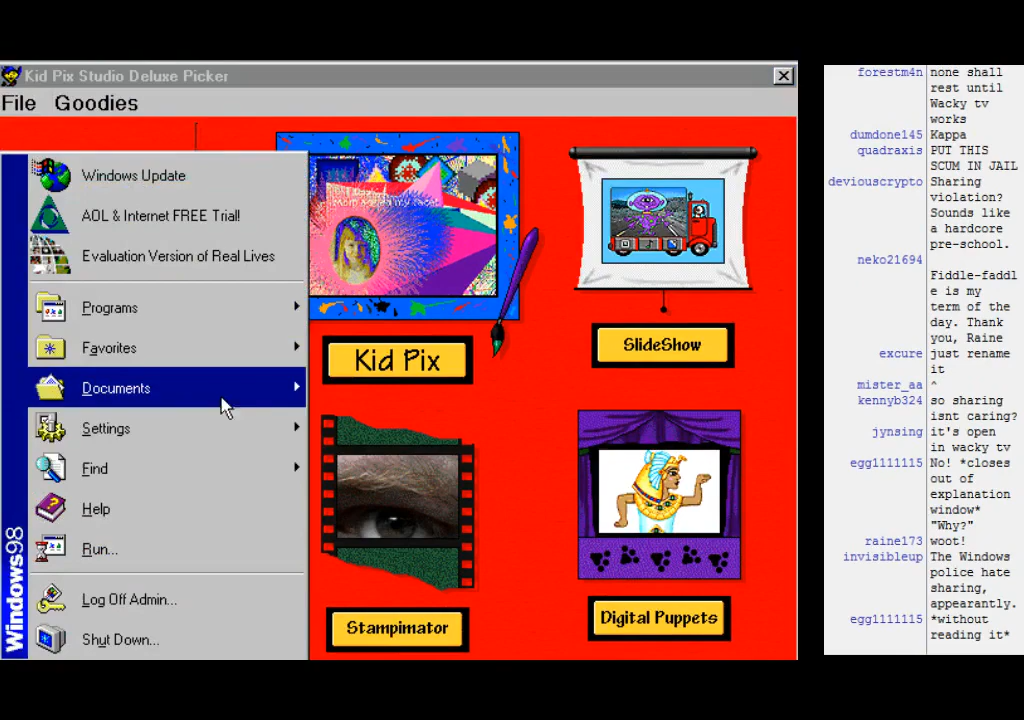 Kid Pix Studio Deluxe Picker
File Goodies
Windows Update
AOL & Internet FREE Trial!
Evaluation Version of Real Lives
Programs
Favorites
Documents
Settings
Find
Help
Run...
Log Off Admin...
Shut Down...
Windows98
Kid Pix
SlideShow
Stampimator
Digital Puppets
forestm4n none shall
rest until
Wacky tv
works
dumdone145 Kappa
quadraxis PUT THIS
SCUM IN JAIL
deviouscrypto Sharing
violation?
Sounds like
a hardcore
pre-school.
neko21694
Fiddle-faddl
e is my
term of the
day. Thank
you, Raine
excure just rename
it
mister_aa ^
kennyb324 so sharing
isnt caring?
jynsing it's open
in wacky tv
egg1111115 No! *closes
out of
explanation
window*
"Why?"
raine173 woot!
invisibleup The Windows
police hate
sharing,
appearantly.
egg1111115 *without
reading it*